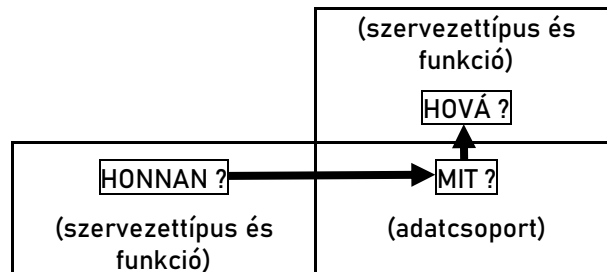 (szervezettípus és
funkció)
HOVÁ ?
HONNAN ?
MIT ?
(szervezettípus és
funkció)
(adatcsoport)